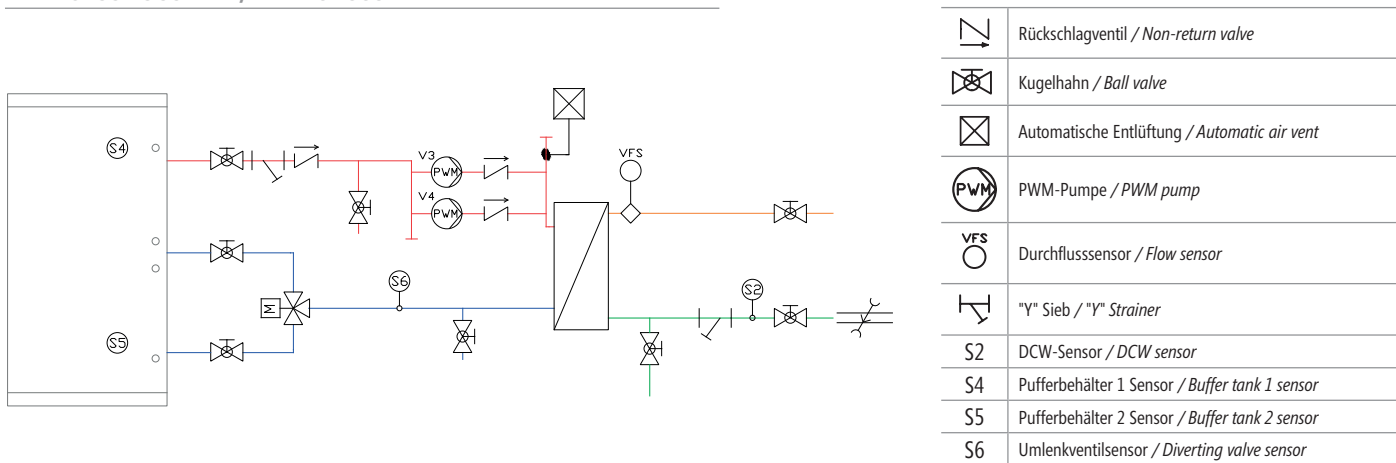 S4
V3
PWM
V4
PWM
VFS
S6
M
S2
S5
Rückschlagventil / Non-return valve
Kugelhahn / Ball valve
Automatische Entlüftung / Automatic air vent
PWM
PWM-Pumpe / PWM pump
VFS
Durchflusssensor / Flow sensor
"Y" Sieb / "Y" Strainer
S2 DCW-Sensor / DCW sensor
S4 Pufferbehälter 1 Sensor / Buffer tank 1 sensor
S5 Pufferbehälter 2 Sensor / Buffer tank 2 sensor
S6 Umlenkventilsensor / Diverting valve sensor